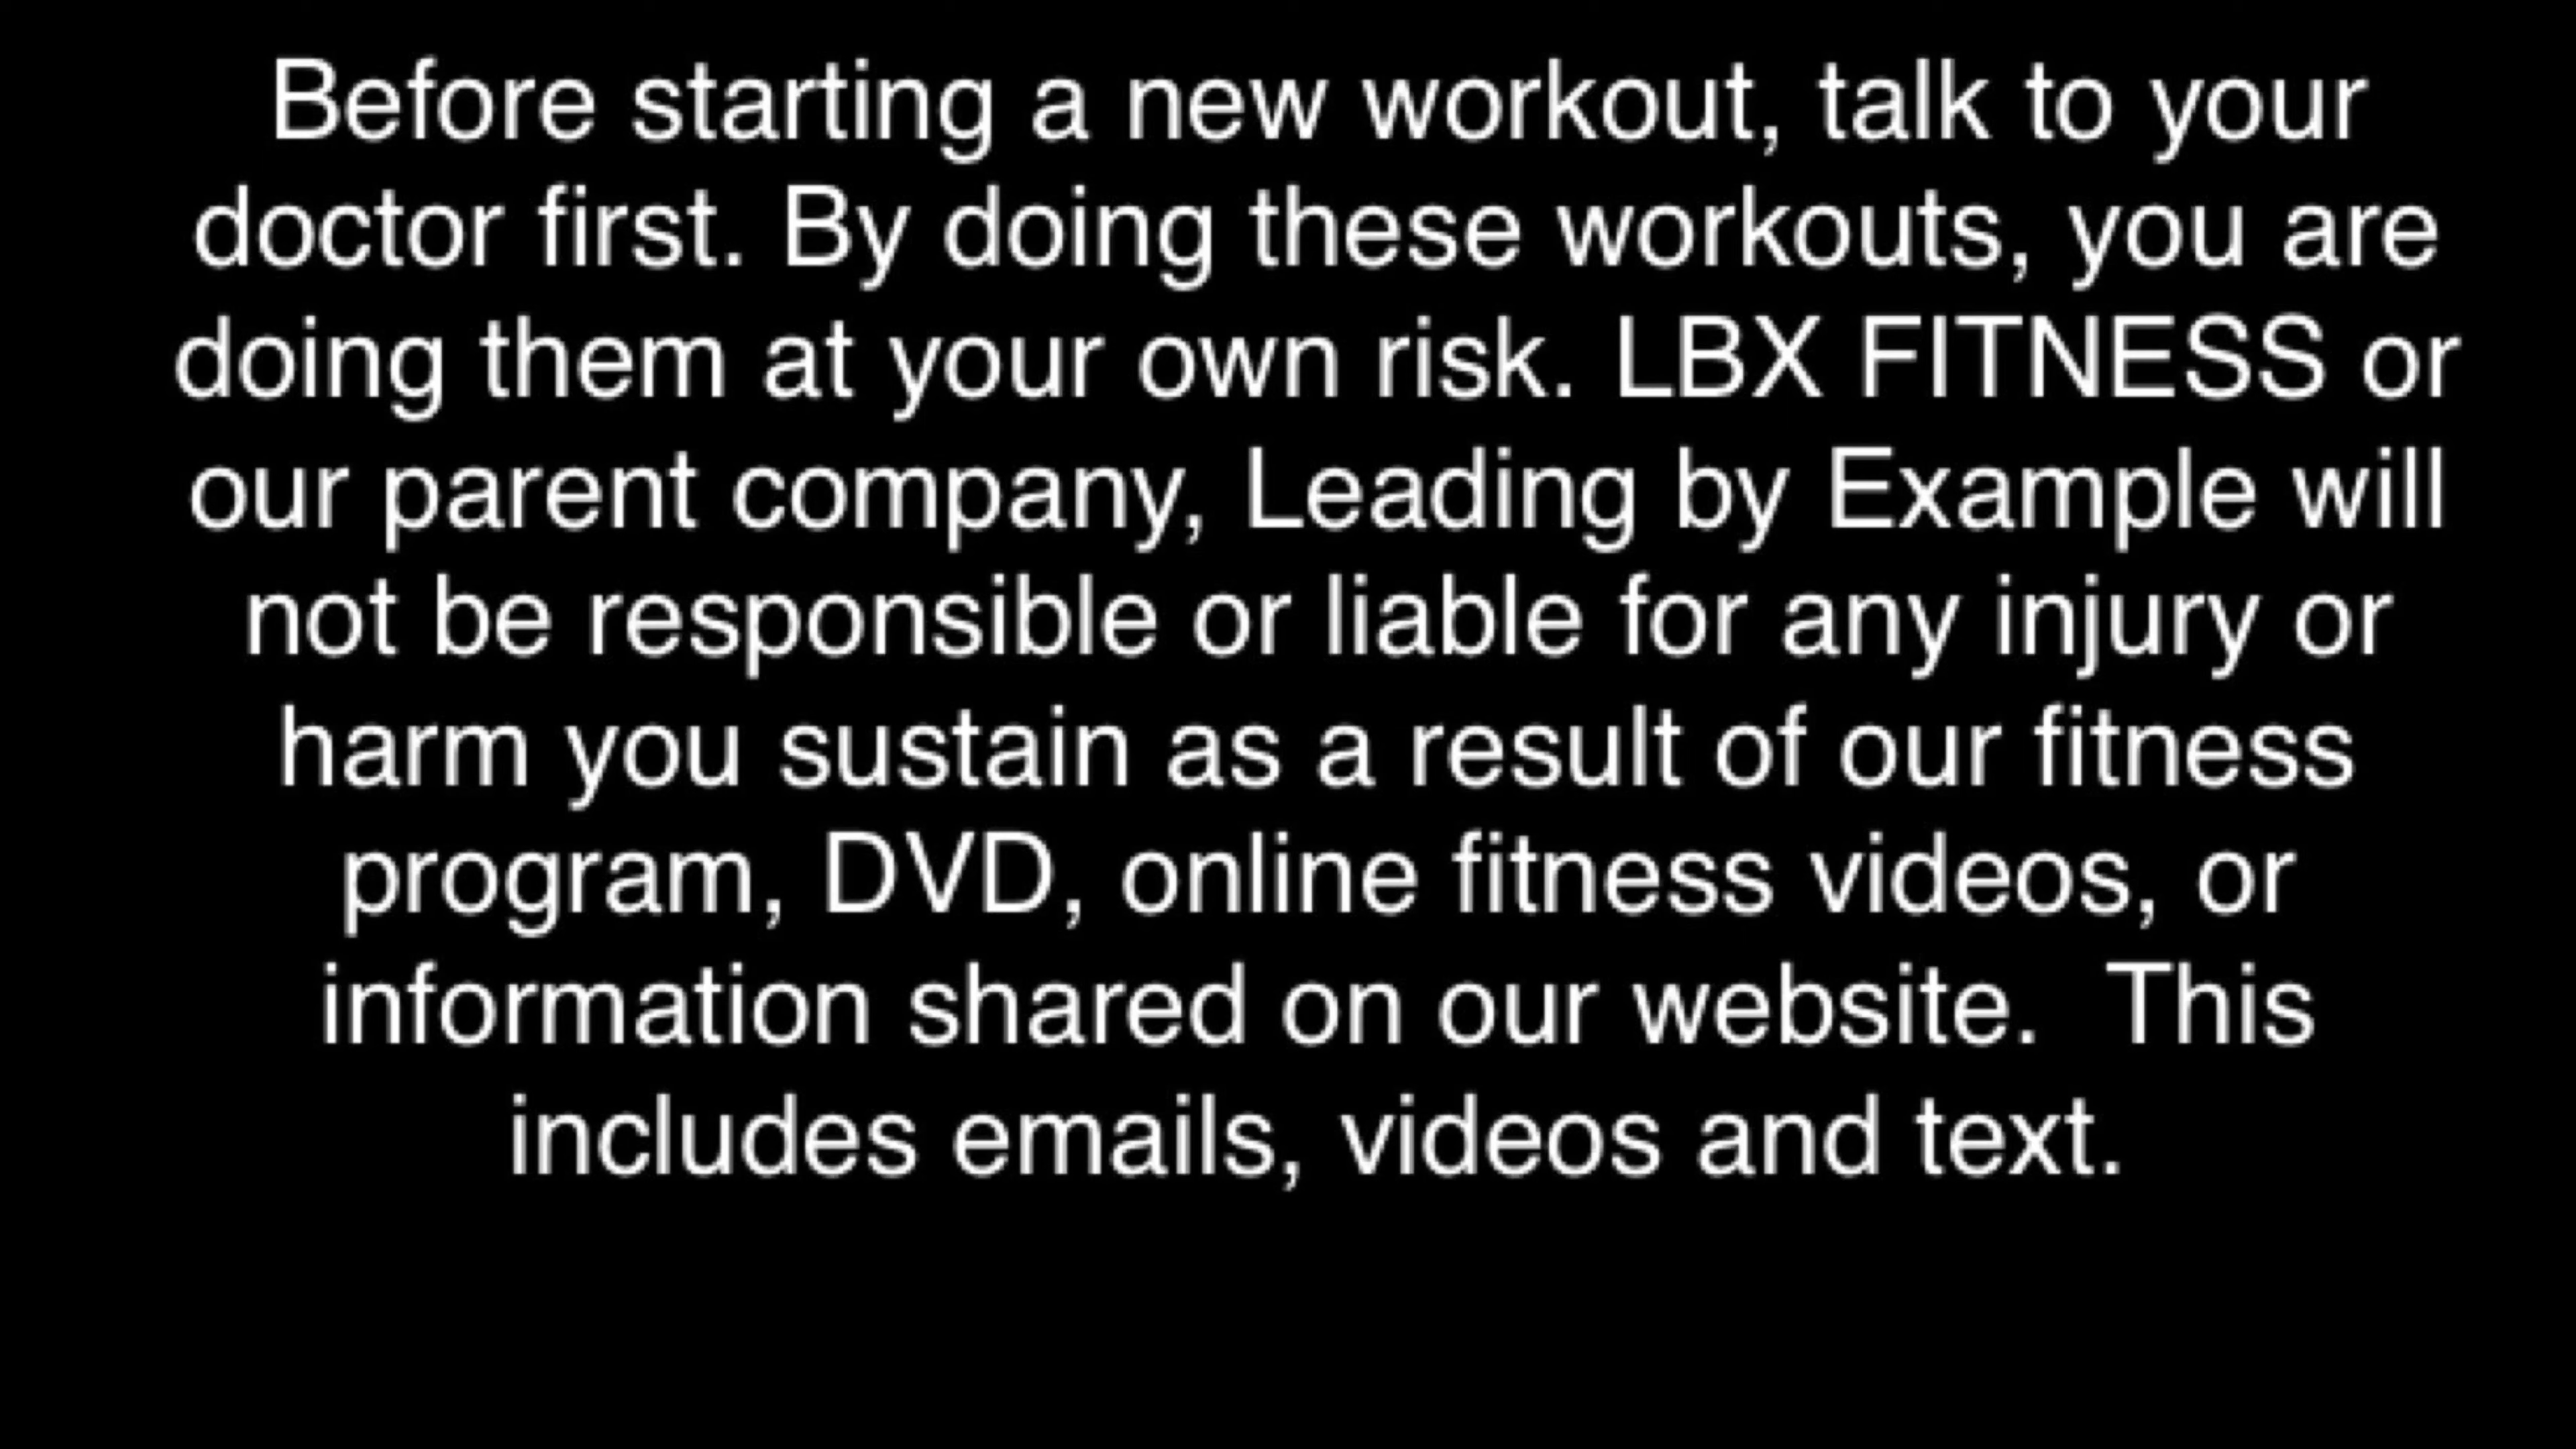 Before starting a new workout, talk to your
doctor first. By doing these workouts, you are
doing them at your own risk. LBX FITNESS or
our parent company, Leading by Example will
not be responsible or liable for any injury or
harm you sustain as a result of our fitness
program, DVD, online fitness videos, or
information shared on our website.  This
includes emails, videos and text.